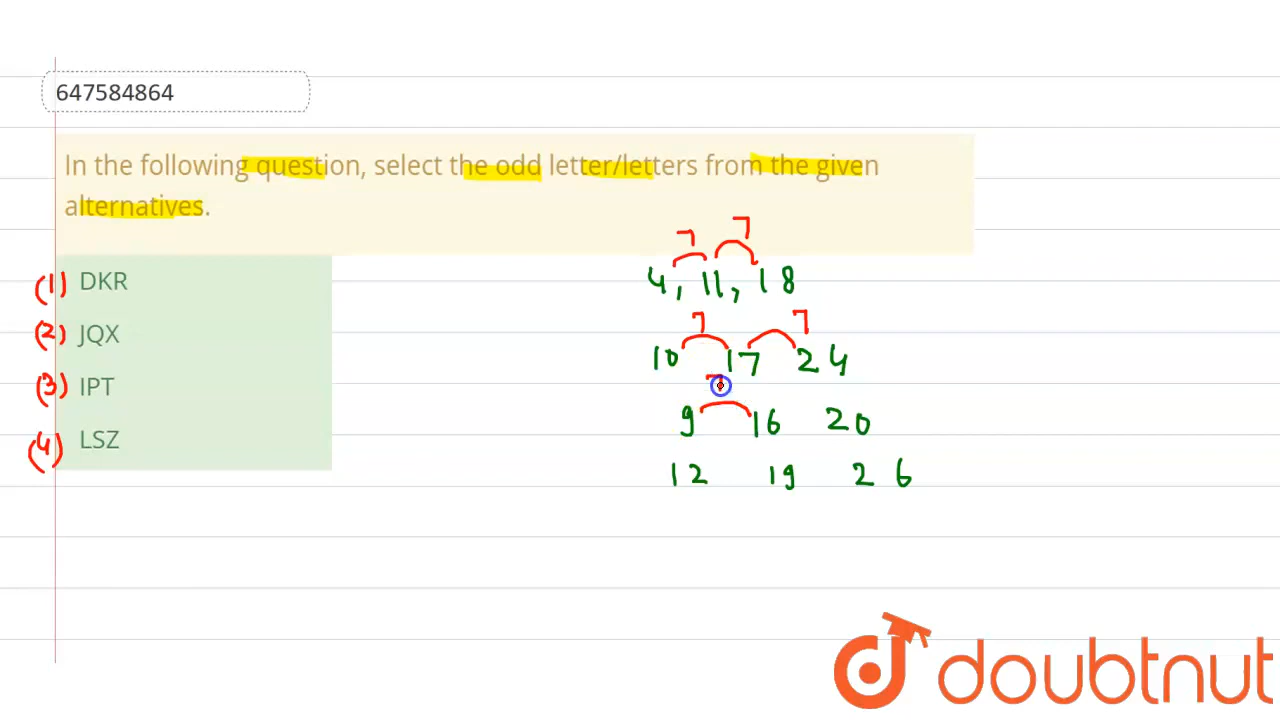 647584864
In the following question, select the odd letter/letters from the given
alternatives.
(1) DKR
(2) JQX
(3) IPT
(4) LSZ
7 7
4, 11, 18
7 7
10 17 24
7
9 16 20
12 19 26
doubtnut